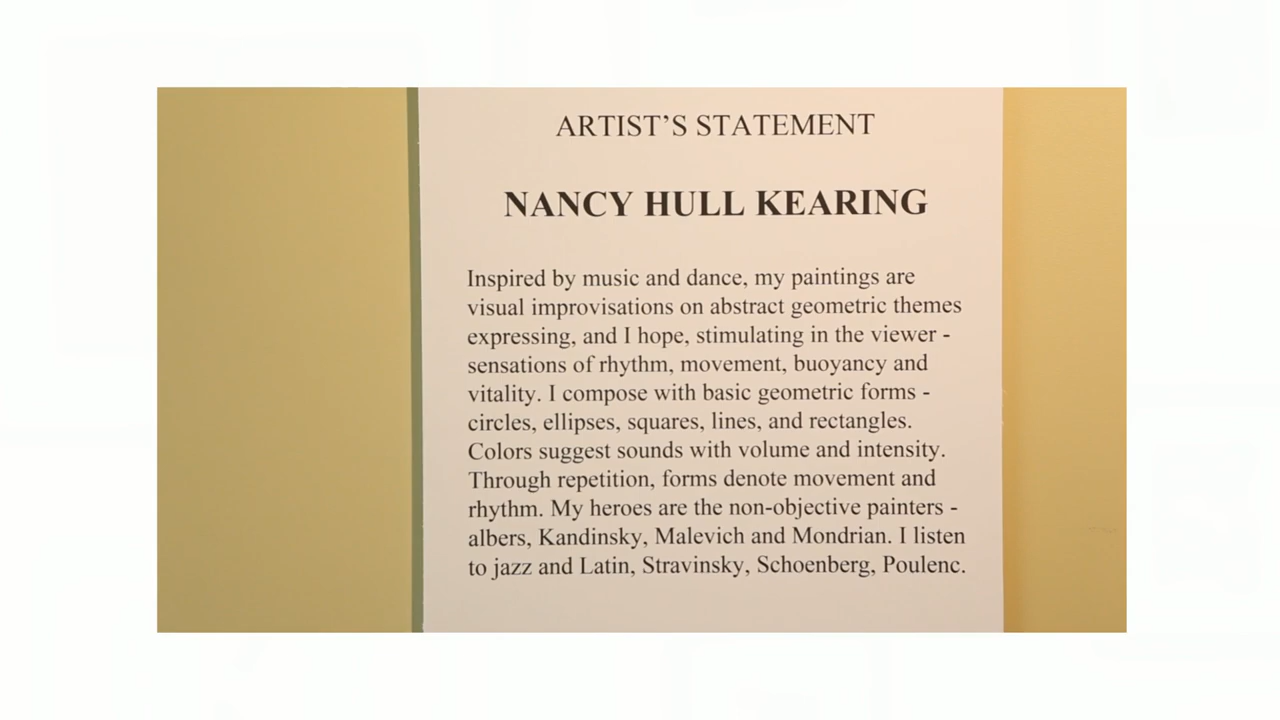 ARTIST'S STATEMENT
NANCY HULL KEARING
Inspired by music and dance, my paintings are
visual improvisations on abstract geometric themes
expressing, and I hope, stimulating in the viewer -
sensations of rhythm, movement, buoyancy and
vitality. I compose with basic geometric forms -
circles, ellipses, squares, lines, and rectangles.
Colors suggest sounds with volume and intensity.
Through repetition, forms denote movement and
rhythm. My heroes are the non-objective painters -
albers, Kandinsky, Malevich and Mondrian. I listen
to jazz and Latin, Stravinsky, Schoenberg, Poulenc.